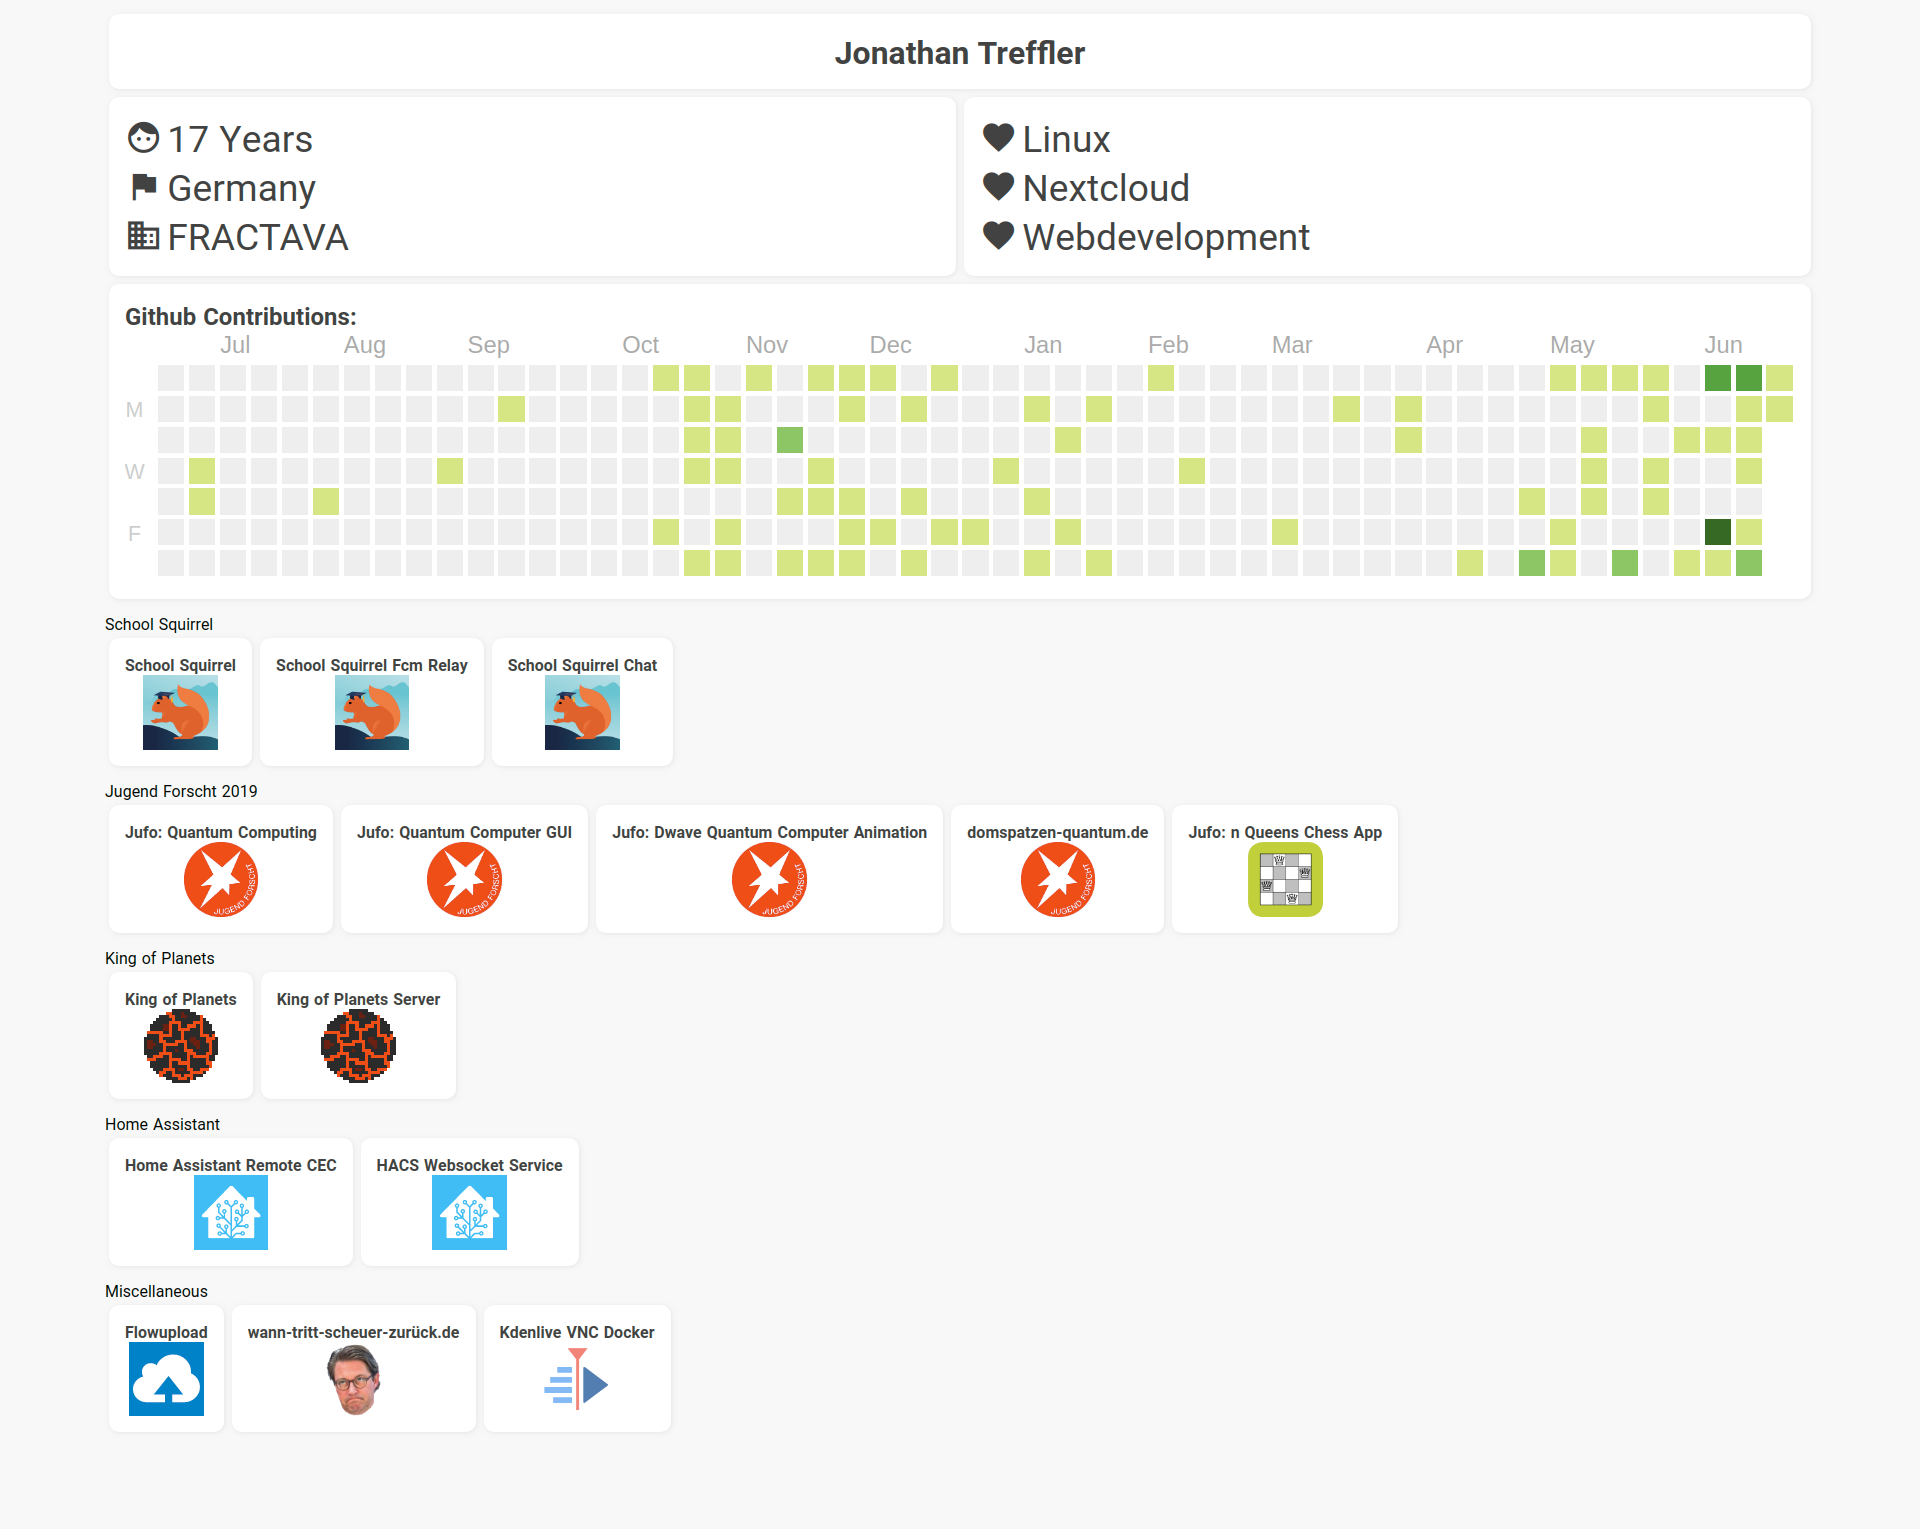 Jonathan Treffler
17 Years
Germany
FRACTAVA
Linux
Nextcloud
Webdevelopment
Github Contributions:
Jul Aug Sep Oct Nov Dec Jan Feb Mar Apr May Jun
M
W
F
School Squirrel
School Squirrel School Squirrel Fcm Relay School Squirrel Chat
Jugend Forscht 2019
Jufo: Quantum Computing Jufo: Quantum Computer GUI Jufo: Dwave Quantum Computer Animation domspatzen-quantum.de Jufo: n Queens Chess App
JUGEND FORSCHT JUGEND FORSCHT JUGEND FORSCHT JUGEND FORSCHT
King of Planets
King of Planets King of Planets Server
Home Assistant
Home Assistant Remote CEC HACS Websocket Service
Miscellaneous
Flowupload wann-tritt-scheuer-zurück.de Kdenlive VNC Docker